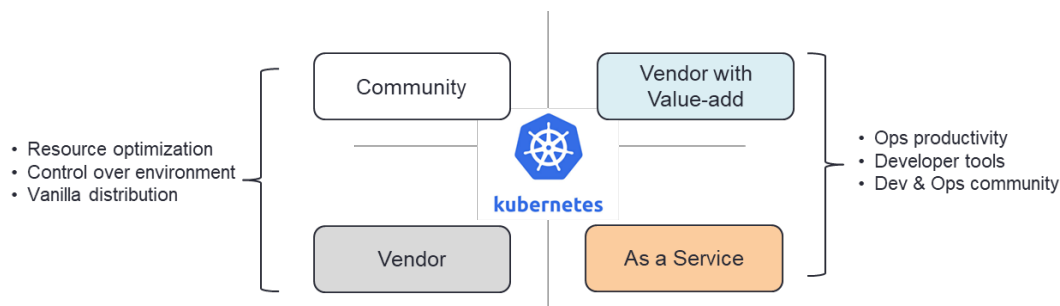 Community
Vendor with
Value-add
• Resource optimization
• Control over environment
• Vanilla distribution
kubernetes
• Ops productivity
• Developer tools
• Dev & Ops community
Vendor
As a Service